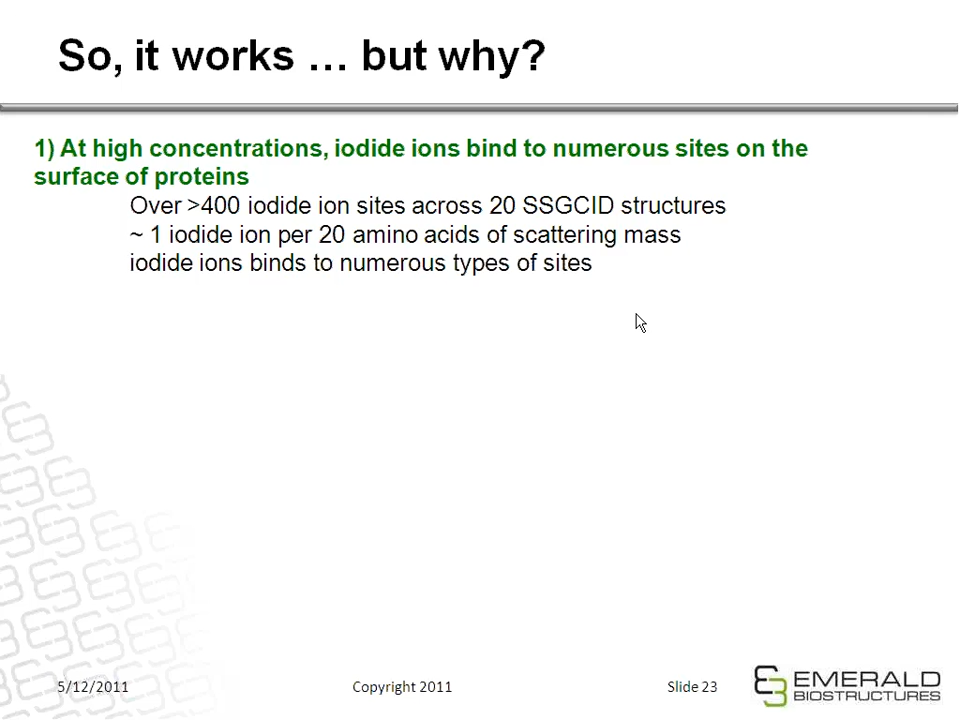 So, it works … but why?
1) At high concentrations, iodide ions bind to numerous sites on the
surface of proteins
Over >400 iodide ion sites across 20 SSGCID structures
~ 1 iodide ion per 20 amino acids of scattering mass
iodide ions binds to numerous types of sites
5/12/2011
Copyright 2011
Slide 23
EMERALD
BIOSTRUCTURES